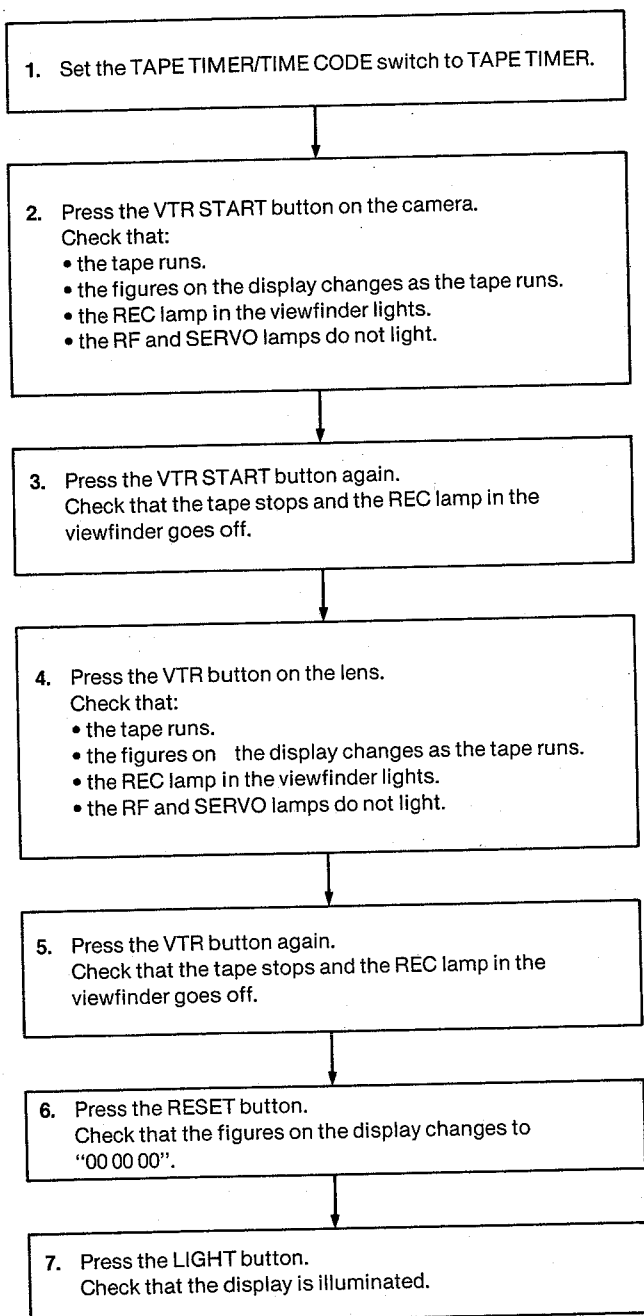 1. Set the TAPE TIMER/TIME CODE switch to TAPE TIMER.
2. Press the VTR START button on the camera.
Check that:
• the tape runs.
• the figures on the display changes as the tape runs.
• the REC lamp in the viewfinder lights.
• the RF and SERVO lamps do not light.
3. Press the VTR START button again.
Check that the tape stops and the REC lamp in the
viewfinder goes off.
4. Press the VTR button on the lens.
Check that:
• the tape runs.
• the figures on the display changes as the tape runs.
• the REC lamp in the viewfinder lights.
• the RF and SERVO lamps do not light.
5. Press the VTR button again.
Check that the tape stops and the REC lamp in the
viewfinder goes off.
6. Press the RESET button.
Check that the figures on the display changes to
“00 00 00”.
7. Press the LIGHT button.
Check that the display is illuminated.